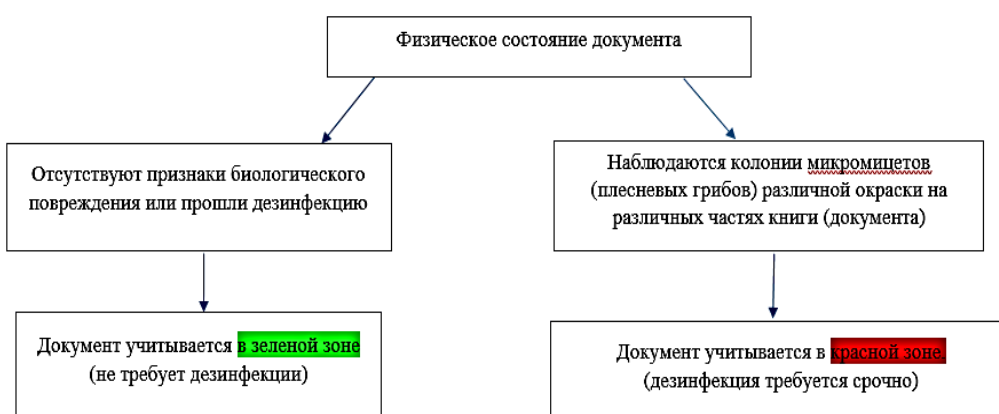 Физическое состояние документа
Отсутствуют признаки биологического
повреждения или прошли дезинфекцию
Наблюдаются колонии микромицетов
(плесневых грибов) различной окраски на
различных частях книги (документа)
Документ учитывается в зеленой зоне
(не требует дезинфекции)
Документ учитывается в красной зоне.
(дезинфекция требуется срочно)